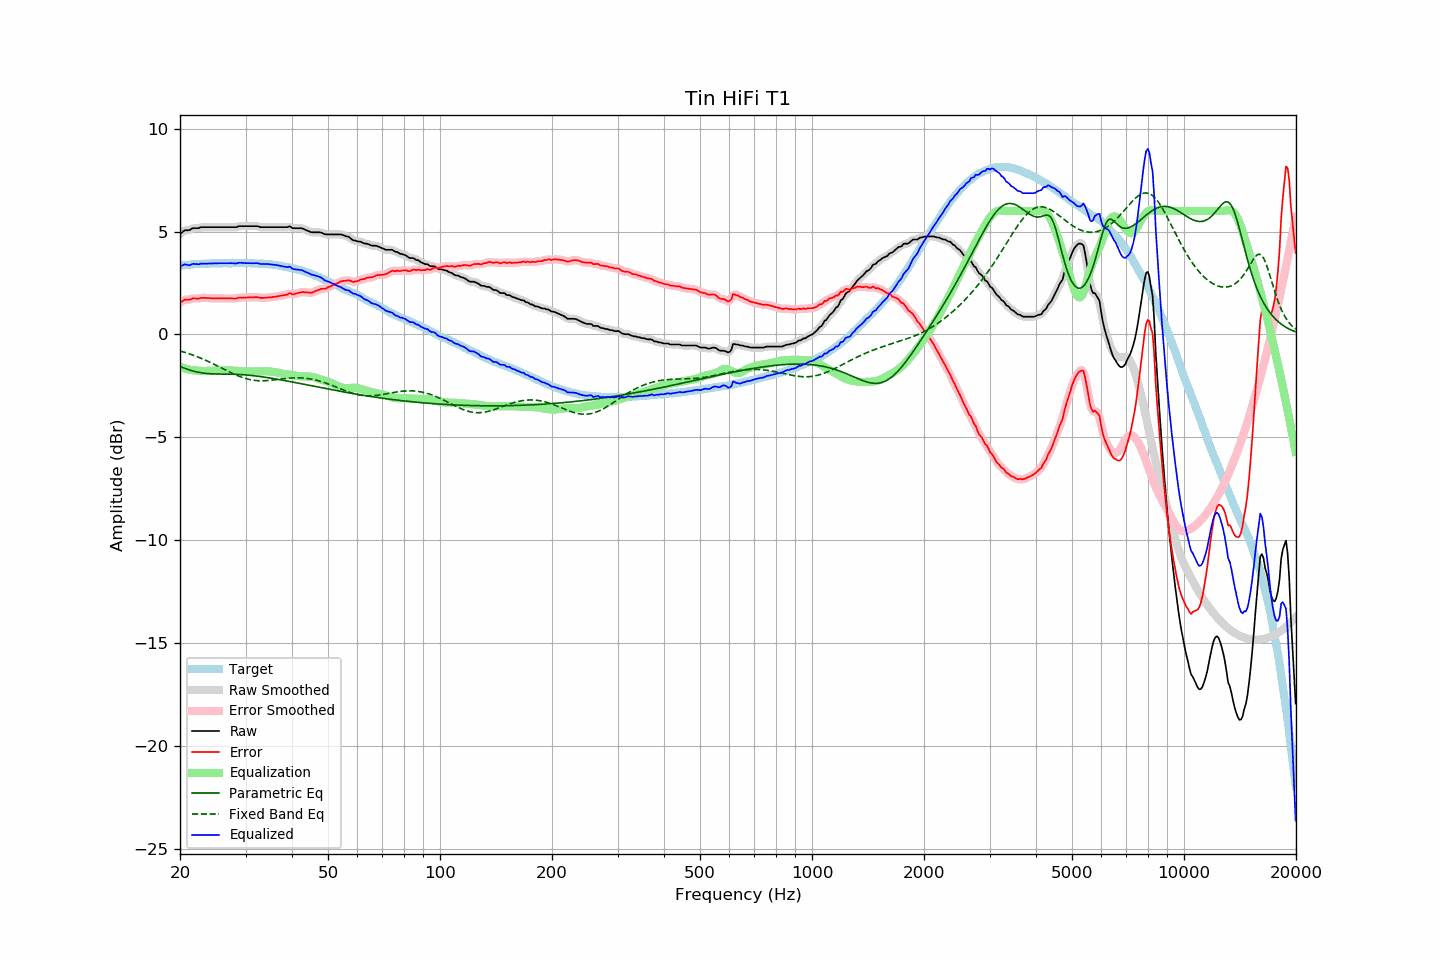 Tin HiFi T1
10
5
0
−5
−10
−15
−20
−25
Amplitude (dBr)
Target
Raw Smoothed
Error Smoothed
Raw
Error
Equalization
Parametric Eq
Fixed Band Eq
Equalized
20 50 100 200 500 1000 2000 5000 10000 20000
Frequency (Hz)